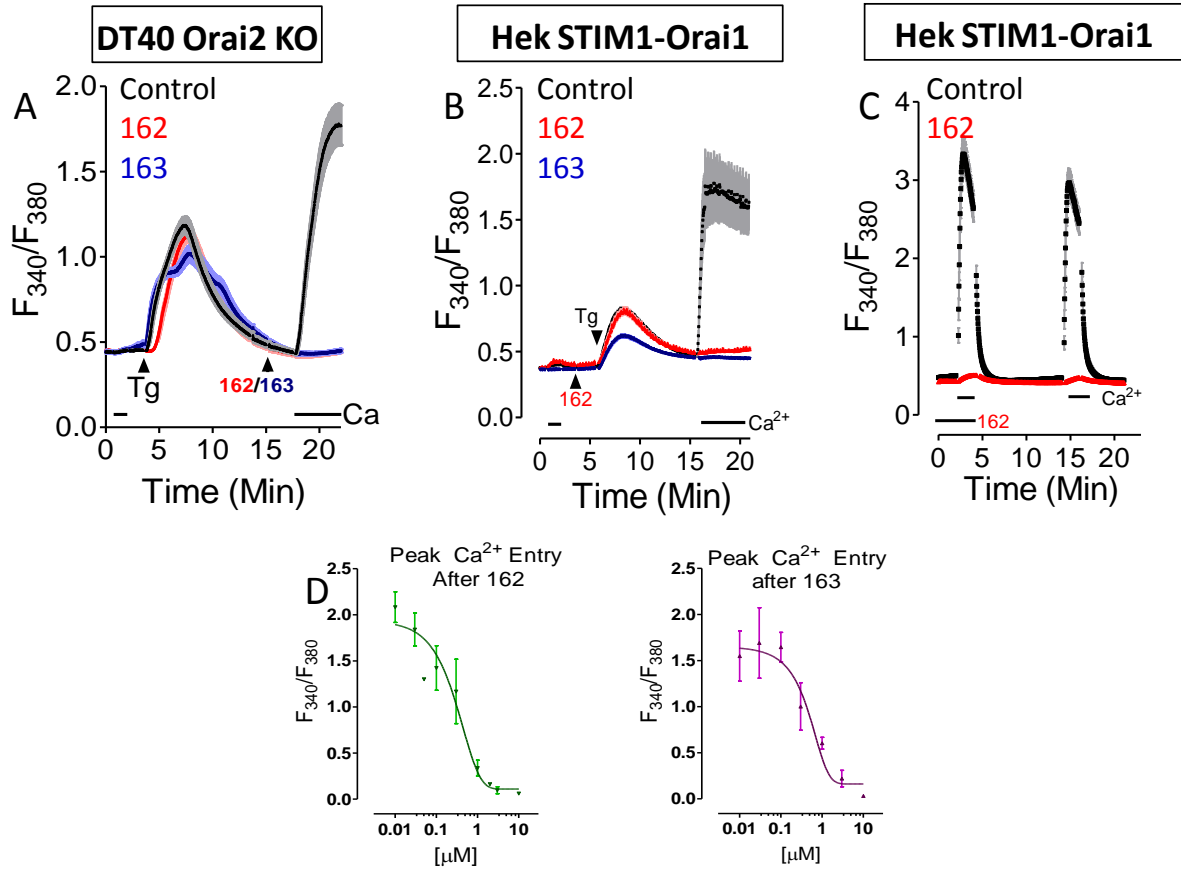 DT40 Orai2 KO
A
Control
162
163
2.0
1.5
1.0
0.5
0.0
F340/F380
Tg
162/163
Ca
0 5 10 15 20
Time (Min)
Hek STIM1-Orai1
B
Control
162
163
2.5
2.0
1.5
1.0
0.5
0.0
F340/F380
Tg
162
Ca2+
0 5 10 15 20
Time (Min)
Hek STIM1-Orai1
C
Control
162
4
3
2
1
0
F340/F380
Ca2+
162
0 5 10 15 20
Time (Min)
D
Peak Ca2+ Entry
After 162
2.5
2.0
1.5
1.0
0.5
0.0
F340/F380
0.01 0.1 1 10
[μM]
Peak Ca2+ Entry
after 163
2.5
2.0
1.5
1.0
0.5
0.0
F340/F380
0.01 0.1 1 10
[μM]